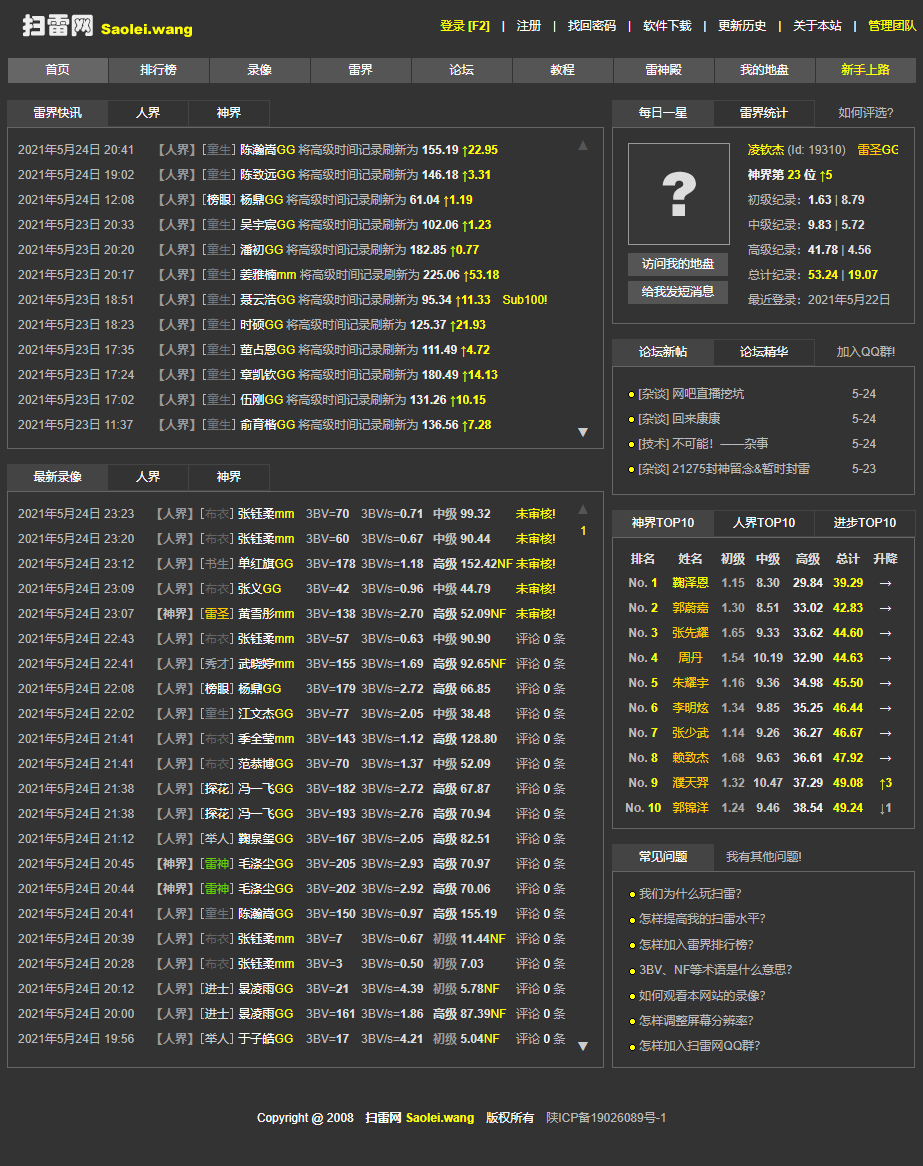 扫雷网 Saolei.wang
登录 [F2] | 注册 | 找回密码 | 软件下载 | 更新历史 | 关于本站 | 管理团队
首页 排行榜 录像 雷界 论坛 教程 雷神殿 我的地盘 新手上路
雷界快讯 人界 神界
2021年5月24日 20:41 【人界】[童生] 陈瀚嵩GG 将高级时间记录刷新为 155.19 ↑22.95
2021年5月24日 19:02 【人界】[童生] 陈致远GG 将高级时间记录刷新为 146.18 ↑3.31
2021年5月24日 12:08 【人界】[榜眼] 杨鼎GG 将高级时间记录刷新为 61.04 ↑1.19
2021年5月23日 20:33 【人界】[童生] 吴宇宸GG 将高级时间记录刷新为 102.06 ↑1.23
2021年5月23日 20:20 【人界】[童生] 潘初GG 将高级时间记录刷新为 182.85 ↑0.77
2021年5月23日 20:17 【人界】[童生] 姜雅楠mm 将高级时间记录刷新为 225.06 ↑53.18
2021年5月23日 18:51 【人界】[童生] 聂云浩GG 将高级时间记录刷新为 95.34 ↑11.33 Sub100!
2021年5月23日 18:23 【人界】[童生] 时硕GG 将高级时间记录刷新为 125.37 ↑21.93
2021年5月23日 17:35 【人界】[童生] 董占恩GG 将高级时间记录刷新为 111.49 ↑4.72
2021年5月23日 17:24 【人界】[童生] 章凯钦GG 将高级时间记录刷新为 180.49 ↑14.13
2021年5月23日 17:02 【人界】[童生] 伍刚GG 将高级时间记录刷新为 131.26 ↑10.15
2021年5月23日 11:37 【人界】[童生] 俞育楷GG 将高级时间记录刷新为 136.56 ↑7.28
▲
▼
最新录像 人界 神界
2021年5月24日 23:23 【人界】[布衣] 张钰柔mm 3BV=70 3BV/s=0.71 中级 99.32 未审核!
2021年5月24日 23:20 【人界】[布衣] 张钰柔mm 3BV=60 3BV/s=0.67 中级 90.44 未审核!
2021年5月24日 23:12 【人界】[书生] 单红旗GG 3BV=178 3BV/s=1.18 高级 152.42NF 未审核!
2021年5月24日 23:09 【人界】[布衣] 张义GG 3BV=42 3BV/s=0.96 中级 44.79 未审核!
2021年5月24日 23:07 【神界】[雷圣] 黄雪彤mm 3BV=138 3BV/s=2.70 高级 52.09NF 未审核!
2021年5月24日 22:43 【人界】[布衣] 张钰柔mm 3BV=57 3BV/s=0.63 中级 90.90 评论 0 条
2021年5月24日 22:41 【人界】[秀才] 武晓婷mm 3BV=155 3BV/s=1.69 高级 92.65NF 评论 0 条
2021年5月24日 22:08 【人界】[榜眼] 杨鼎GG 3BV=179 3BV/s=2.72 高级 66.85 评论 0 条
2021年5月24日 22:02 【人界】[童生] 江文杰GG 3BV=77 3BV/s=2.05 中级 38.48 评论 0 条
2021年5月24日 21:41 【人界】[布衣] 季全莹mm 3BV=143 3BV/s=1.12 高级 128.80 评论 0 条
2021年5月24日 21:41 【人界】[布衣] 范恭博GG 3BV=70 3BV/s=1.37 中级 52.09 评论 0 条
2021年5月24日 21:38 【人界】[探花] 冯一飞GG 3BV=182 3BV/s=2.72 高级 67.87 评论 0 条
2021年5月24日 21:38 【人界】[探花] 冯一飞GG 3BV=193 3BV/s=2.76 高级 70.94 评论 0 条
2021年5月24日 21:12 【人界】[举人] 鞠泉玺GG 3BV=167 3BV/s=2.05 高级 82.51 评论 0 条
2021年5月24日 20:45 【神界】[雷神] 毛涤尘GG 3BV=205 3BV/s=2.93 高级 70.97 评论 0 条
2021年5月24日 20:44 【神界】[雷神] 毛涤尘GG 3BV=202 3BV/s=2.92 高级 70.06 评论 0 条
2021年5月24日 20:41 【人界】[童生] 陈瀚嵩GG 3BV=150 3BV/s=0.97 高级 155.19 评论 0 条
2021年5月24日 20:39 【人界】[布衣] 张钰柔mm 3BV=7 3BV/s=0.67 初级 11.44NF 评论 0 条
2021年5月24日 20:28 【人界】[布衣] 张钰柔mm 3BV=3 3BV/s=0.50 初级 7.03 评论 0 条
2021年5月24日 20:12 【人界】[进士] 景凌雨GG 3BV=21 3BV/s=4.39 初级 5.78NF 评论 0 条
2021年5月24日 20:00 【人界】[进士] 景凌雨GG 3BV=161 3BV/s=1.86 高级 87.39NF 评论 0 条
2021年5月24日 19:56 【人界】[举人] 于子皓GG 3BV=17 3BV/s=4.21 初级 5.04NF 评论 0 条
▲
1
▼
每日一星 雷界统计 如何评选?
?
访问我的地盘
给我发短消息
凌钦杰 (Id: 19310) 雷圣GG
神界第 23 位 ↑5
初级纪录：1.63 | 8.79
中级纪录：9.83 | 5.72
高级纪录：41.78 | 4.56
总计纪录：53.24 | 19.07
最近登录：2021年5月22日
论坛新帖 论坛精华 加入QQ群!
[杂谈] 网吧直播挖坑 5-24
[杂谈] 回来康康 5-24
[技术] 不可能！——杂事 5-24
[杂谈] 21275封神留念&暂时封雷 5-23
神界TOP10 人界TOP10 进步TOP10
排名 姓名 初级 中级 高级 总计 升降
No. 1 鞠泽恩 1.15 8.30 29.84 39.29 →
No. 2 郭蔚嘉 1.30 8.51 33.02 42.83 →
No. 3 张先耀 1.65 9.33 33.62 44.60 →
No. 4 周丹 1.54 10.19 32.90 44.63 →
No. 5 朱耀宇 1.16 9.36 34.98 45.50 →
No. 6 李明炫 1.34 9.85 35.25 46.44 →
No. 7 张少武 1.14 9.26 36.27 46.67 →
No. 8 赖致杰 1.68 9.63 36.61 47.92 →
No. 9 濮天羿 1.32 10.47 37.29 49.08 ↑3
No. 10 郭锦洋 1.24 9.46 38.54 49.24 ↓1
常见问题 我有其他问题!
我们为什么玩扫雷?
怎样提高我的扫雷水平?
怎样加入雷界排行榜?
3BV、NF等术语是什么意思?
如何观看本网站的录像?
怎样调整屏幕分辨率?
怎样加入扫雷网QQ群?
Copyright @ 2008 扫雷网 Saolei.wang 版权所有 陕ICP备19026089号-1